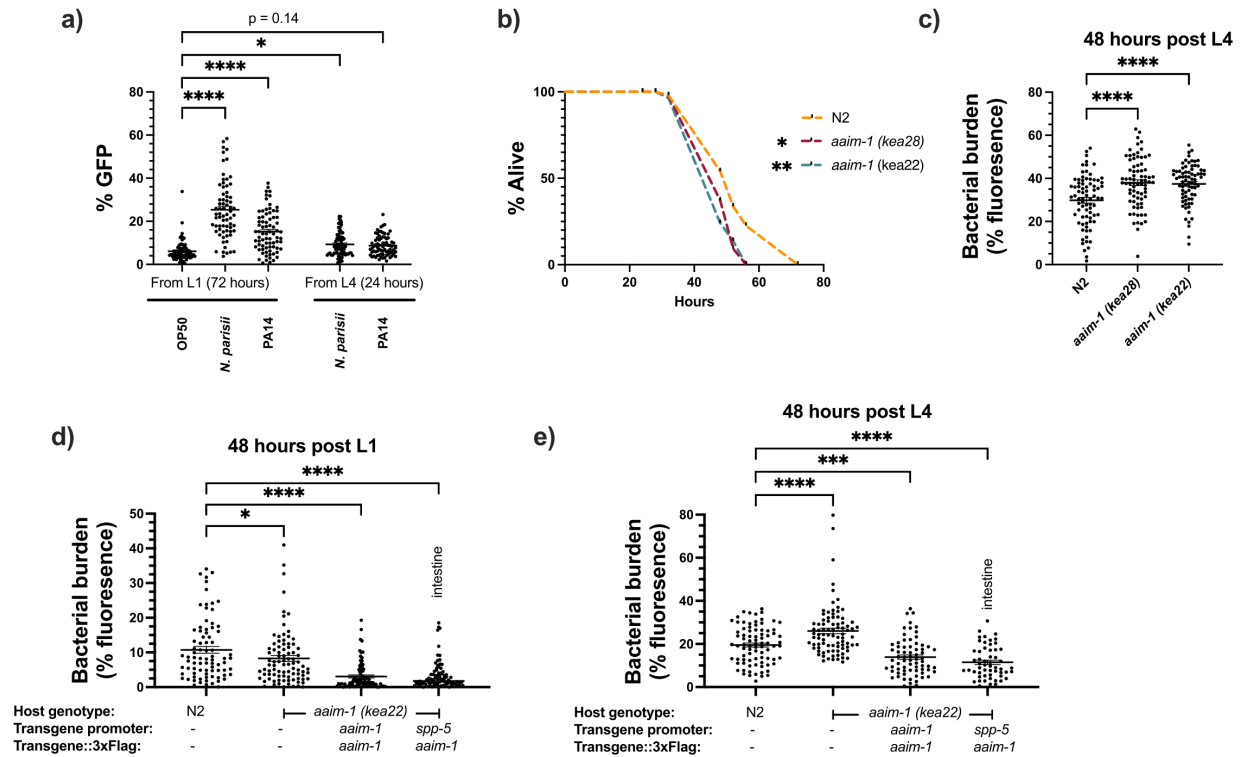 a)
p = 0.14
*
****
****
% GFP
80
60
40
20
0
From L1 (72 hours)
From L4 (24 hours)
OP50
N. parisii
PA14
N. parisii
PA14
b)
% Alive
100
50
0
0
20
40
60
80
Hours
N2
* aaim-1 (kea28)
** aaim-1 (kea22)
c)
48 hours post L4
****
****
Bacterial burden
(% fluoresence)
80
60
40
20
0
N2
aaim-1 (kea28)
aaim-1 (kea22)
d)
48 hours post L1
****
****
*
Bacterial burden
(% fluoresence)
50
40
30
20
10
0
intestine
Host genotype: N2 aaim-1 (kea22)
Transgene promoter: - - aaim-1 spp-5
Transgene::3xFlag: - - aaim-1 aaim-1
e)
48 hours post L4
****
***
****
Bacterial burden
(% fluoresence)
80
60
40
20
0
intestine
Host genotype: N2 aaim-1 (kea22)
Transgene promoter: - - aaim-1 spp-5
Transgene::3xFlag: - - aaim-1 aaim-1